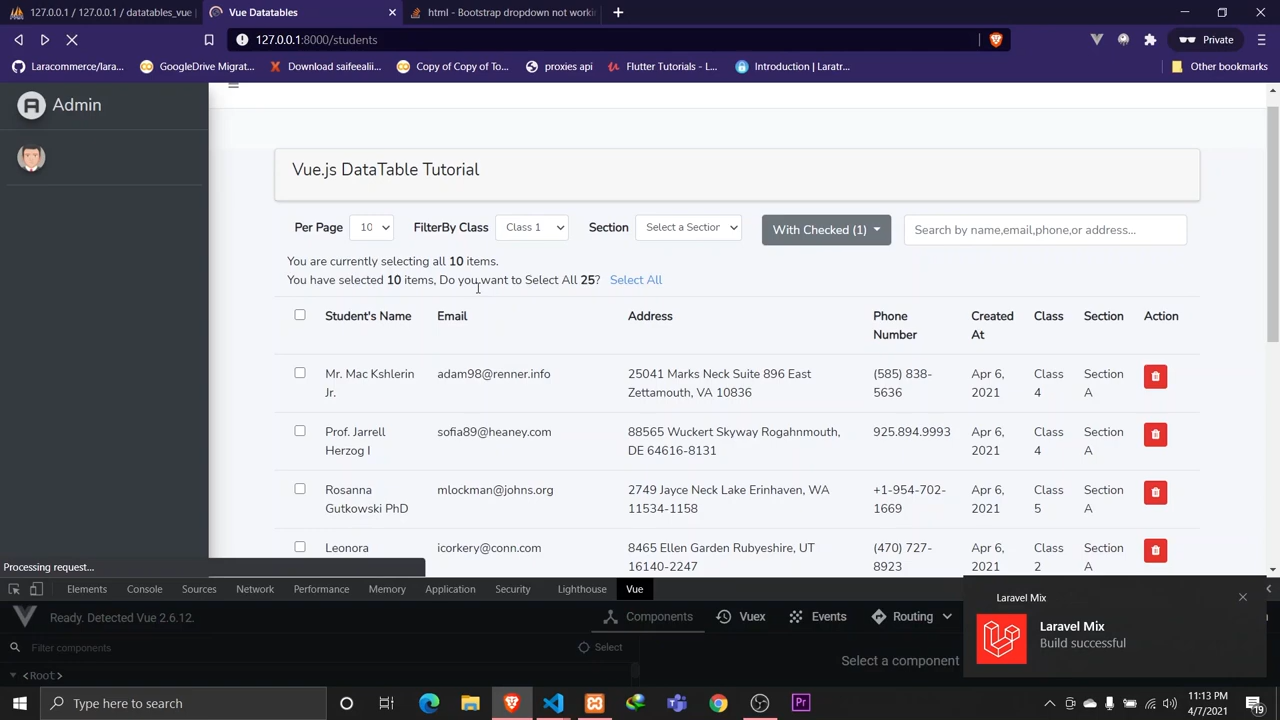 127.0.0.1 / 127.0.0.1 / datatables_vue
Vue Datatables
html - Bootstrap dropdown not worki
127.0.0.1:8000/students
Private
Laracommerce/lara...
GoogleDrive Migrat...
Download saifeealii...
Copy of Copy of To...
proxies api
Flutter Tutorials - L...
Introduction | Laratr...
Other bookmarks
Admin
Vue.js DataTable Tutorial
Per Page 10 FilterBy Class Class 1 Section Select a Section With Checked (1) Search by name,email,phone,or address...
You are currently selecting all 10 items.
You have selected 10 items, Do you want to Select All 25? Select All
Student's Name Email Address Phone Number Created At Class Section Action
Mr. Mac Kshlerin Jr. adam98@renner.info 25041 Marks Neck Suite 896 East Zettamouth, VA 10836 (585) 838-5636 Apr 6, 2021 Class 4 Section A
Prof. Jarrell Herzog I sofia89@heaney.com 88565 Wuckert Skyway Rogahnmouth, DE 64616-8131 925.894.9993 Apr 6, 2021 Class 4 Section A
Rosanna Gutkowski PhD mlockman@johns.org 2749 Jayce Neck Lake Erinhaven, WA 11534-1158 +1-954-702-1669 Apr 6, 2021 Class 5 Section A
Leonora icorkery@conn.com 8465 Ellen Garden Rubyeshire, UT 16140-2247 (470) 727-8923 Apr 6, 2021 Class 2 Section A
Processing request...
Elements Console Sources Network Performance Memory Application Security Lighthouse Vue
Ready. Detected Vue 2.6.12.
Components Vuex Events Routing
Filter components
Select
Select a component
<Root>
Laravel Mix
Laravel Mix
Build successful
Type here to search
11:13 PM
4/7/2021
19